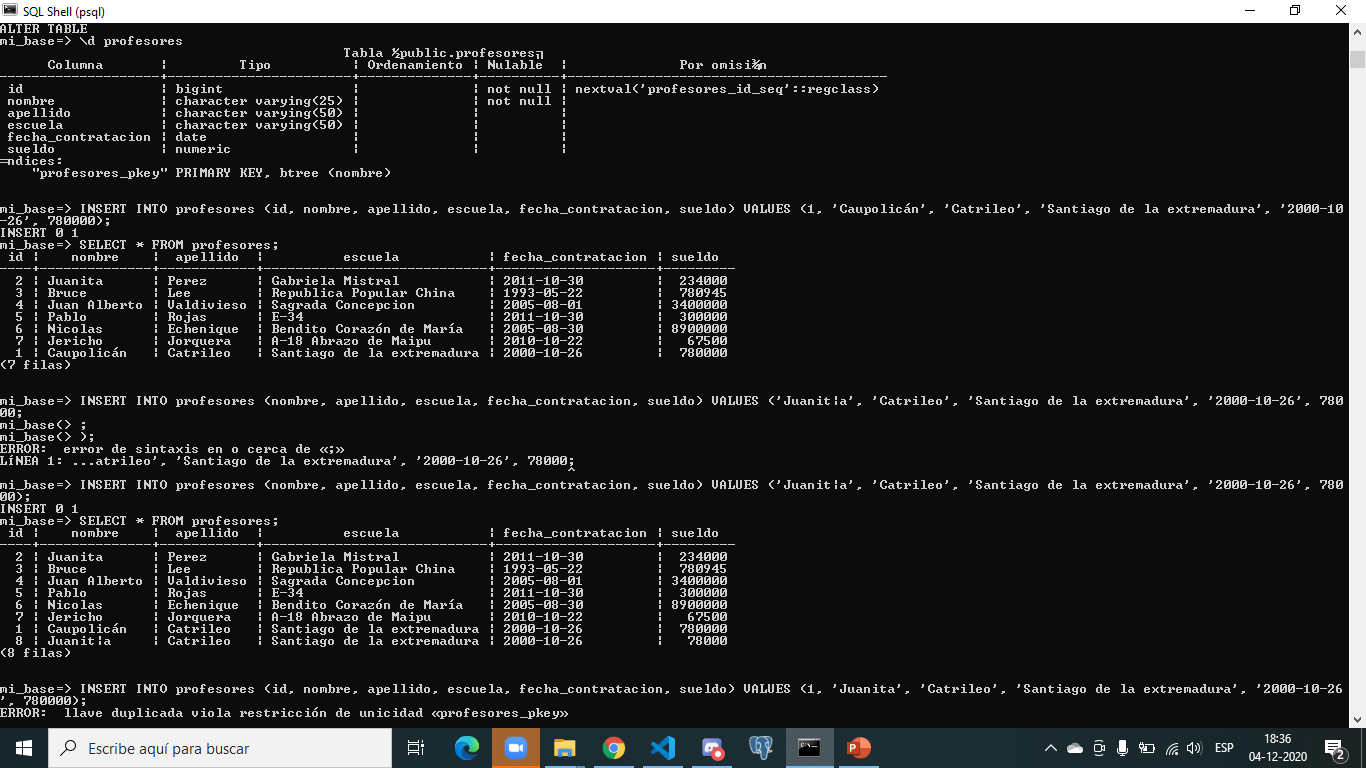 SQL Shell (psql)
ALTER TABLE
mi_base=> \d profesores
Tabla ½public.profesores╗
Columna ¦ Tipo ¦ Ordenamiento ¦ Nulable ¦ Por omisi¾n
id ¦ bigint ¦ ¦ not null ¦ nextval('profesores_id_seq'::regclass)
nombre ¦ character varying(25) ¦ ¦ not null ¦
apellido ¦ character varying(50) ¦ ¦ ¦
escuela ¦ character varying(50) ¦ ¦ ¦
fecha_contratacion ¦ date ¦ ¦ ¦
sueldo ¦ numeric ¦ ¦ ¦
═ndices:
"profesores_pkey" PRIMARY KEY, btree (nombre)
mi_base=> INSERT INTO profesores (id, nombre, apellido, escuela, fecha_contratacion, sueldo) VALUES (1, 'Caupolicán', 'Catrileo', 'Santiago de la extremadura', '2000-10
-26', 780000);
INSERT 0 1
mi_base=> SELECT * FROM profesores;
id ¦ nombre ¦ apellido ¦ escuela ¦ fecha_contratacion ¦ sueldo
2 ¦ Juanita ¦ Perez ¦ Gabriela Mistral ¦ 2011-10-30 ¦ 234000
3 ¦ Bruce ¦ Lee ¦ Republica Popular China ¦ 1993-05-22 ¦ 780945
4 ¦ Juan Alberto ¦ Valdivieso ¦ Sagrada Concepcion ¦ 2005-08-01 ¦ 3400000
5 ¦ Pablo ¦ Rojas ¦ E-34 ¦ 2011-10-30 ¦ 300000
6 ¦ Nicolas ¦ Echenique ¦ Bendito Corazón de María ¦ 2005-08-30 ¦ 8900000
7 ¦ Jericho ¦ Jorquera ¦ A-18 Abrazo de Maipu ¦ 2010-10-22 ¦ 67500
1 ¦ Caupolicán ¦ Catrileo ¦ Santiago de la extremadura ¦ 2000-10-26 ¦ 780000
(7 filas)
mi_base=> INSERT INTO profesores (nombre, apellido, escuela, fecha_contratacion, sueldo) VALUES ('Juanit¦a', 'Catrileo', 'Santiago de la extremadura', '2000-10-26', 780
00;
mi_base(> ;
mi_base(> );
ERROR:  error de sintaxis en o cerca de «;»
LÍNEA 1: ...atrileo', 'Santiago de la extremadura', '2000-10-26', 78000;
^
mi_base=> INSERT INTO profesores (nombre, apellido, escuela, fecha_contratacion, sueldo) VALUES ('Juanit¦a', 'Catrileo', 'Santiago de la extremadura', '2000-10-26', 780
00);
INSERT 0 1
mi_base=> SELECT * FROM profesores;
id ¦ nombre ¦ apellido ¦ escuela ¦ fecha_contratacion ¦ sueldo
2 ¦ Juanita ¦ Perez ¦ Gabriela Mistral ¦ 2011-10-30 ¦ 234000
3 ¦ Bruce ¦ Lee ¦ Republica Popular China ¦ 1993-05-22 ¦ 780945
4 ¦ Juan Alberto ¦ Valdivieso ¦ Sagrada Concepcion ¦ 2005-08-01 ¦ 3400000
5 ¦ Pablo ¦ Rojas ¦ E-34 ¦ 2011-10-30 ¦ 300000
6 ¦ Nicolas ¦ Echenique ¦ Bendito Corazón de María ¦ 2005-08-30 ¦ 8900000
7 ¦ Jericho ¦ Jorquera ¦ A-18 Abrazo de Maipu ¦ 2010-10-22 ¦ 67500
1 ¦ Caupolicán ¦ Catrileo ¦ Santiago de la extremadura ¦ 2000-10-26 ¦ 780000
8 ¦ Juanit¦a ¦ Catrileo ¦ Santiago de la extremadura ¦ 2000-10-26 ¦ 78000
(8 filas)
mi_base=> INSERT INTO profesores (id, nombre, apellido, escuela, fecha_contratacion, sueldo) VALUES (1, 'Juanita', 'Catrileo', 'Santiago de la extremadura', '2000-10-26
', 780000);
ERROR:  llave duplicada viola restricción de unicidad «profesores_pkey»
Escribe aquí para buscar
ESP
18:36
04-12-2020
2